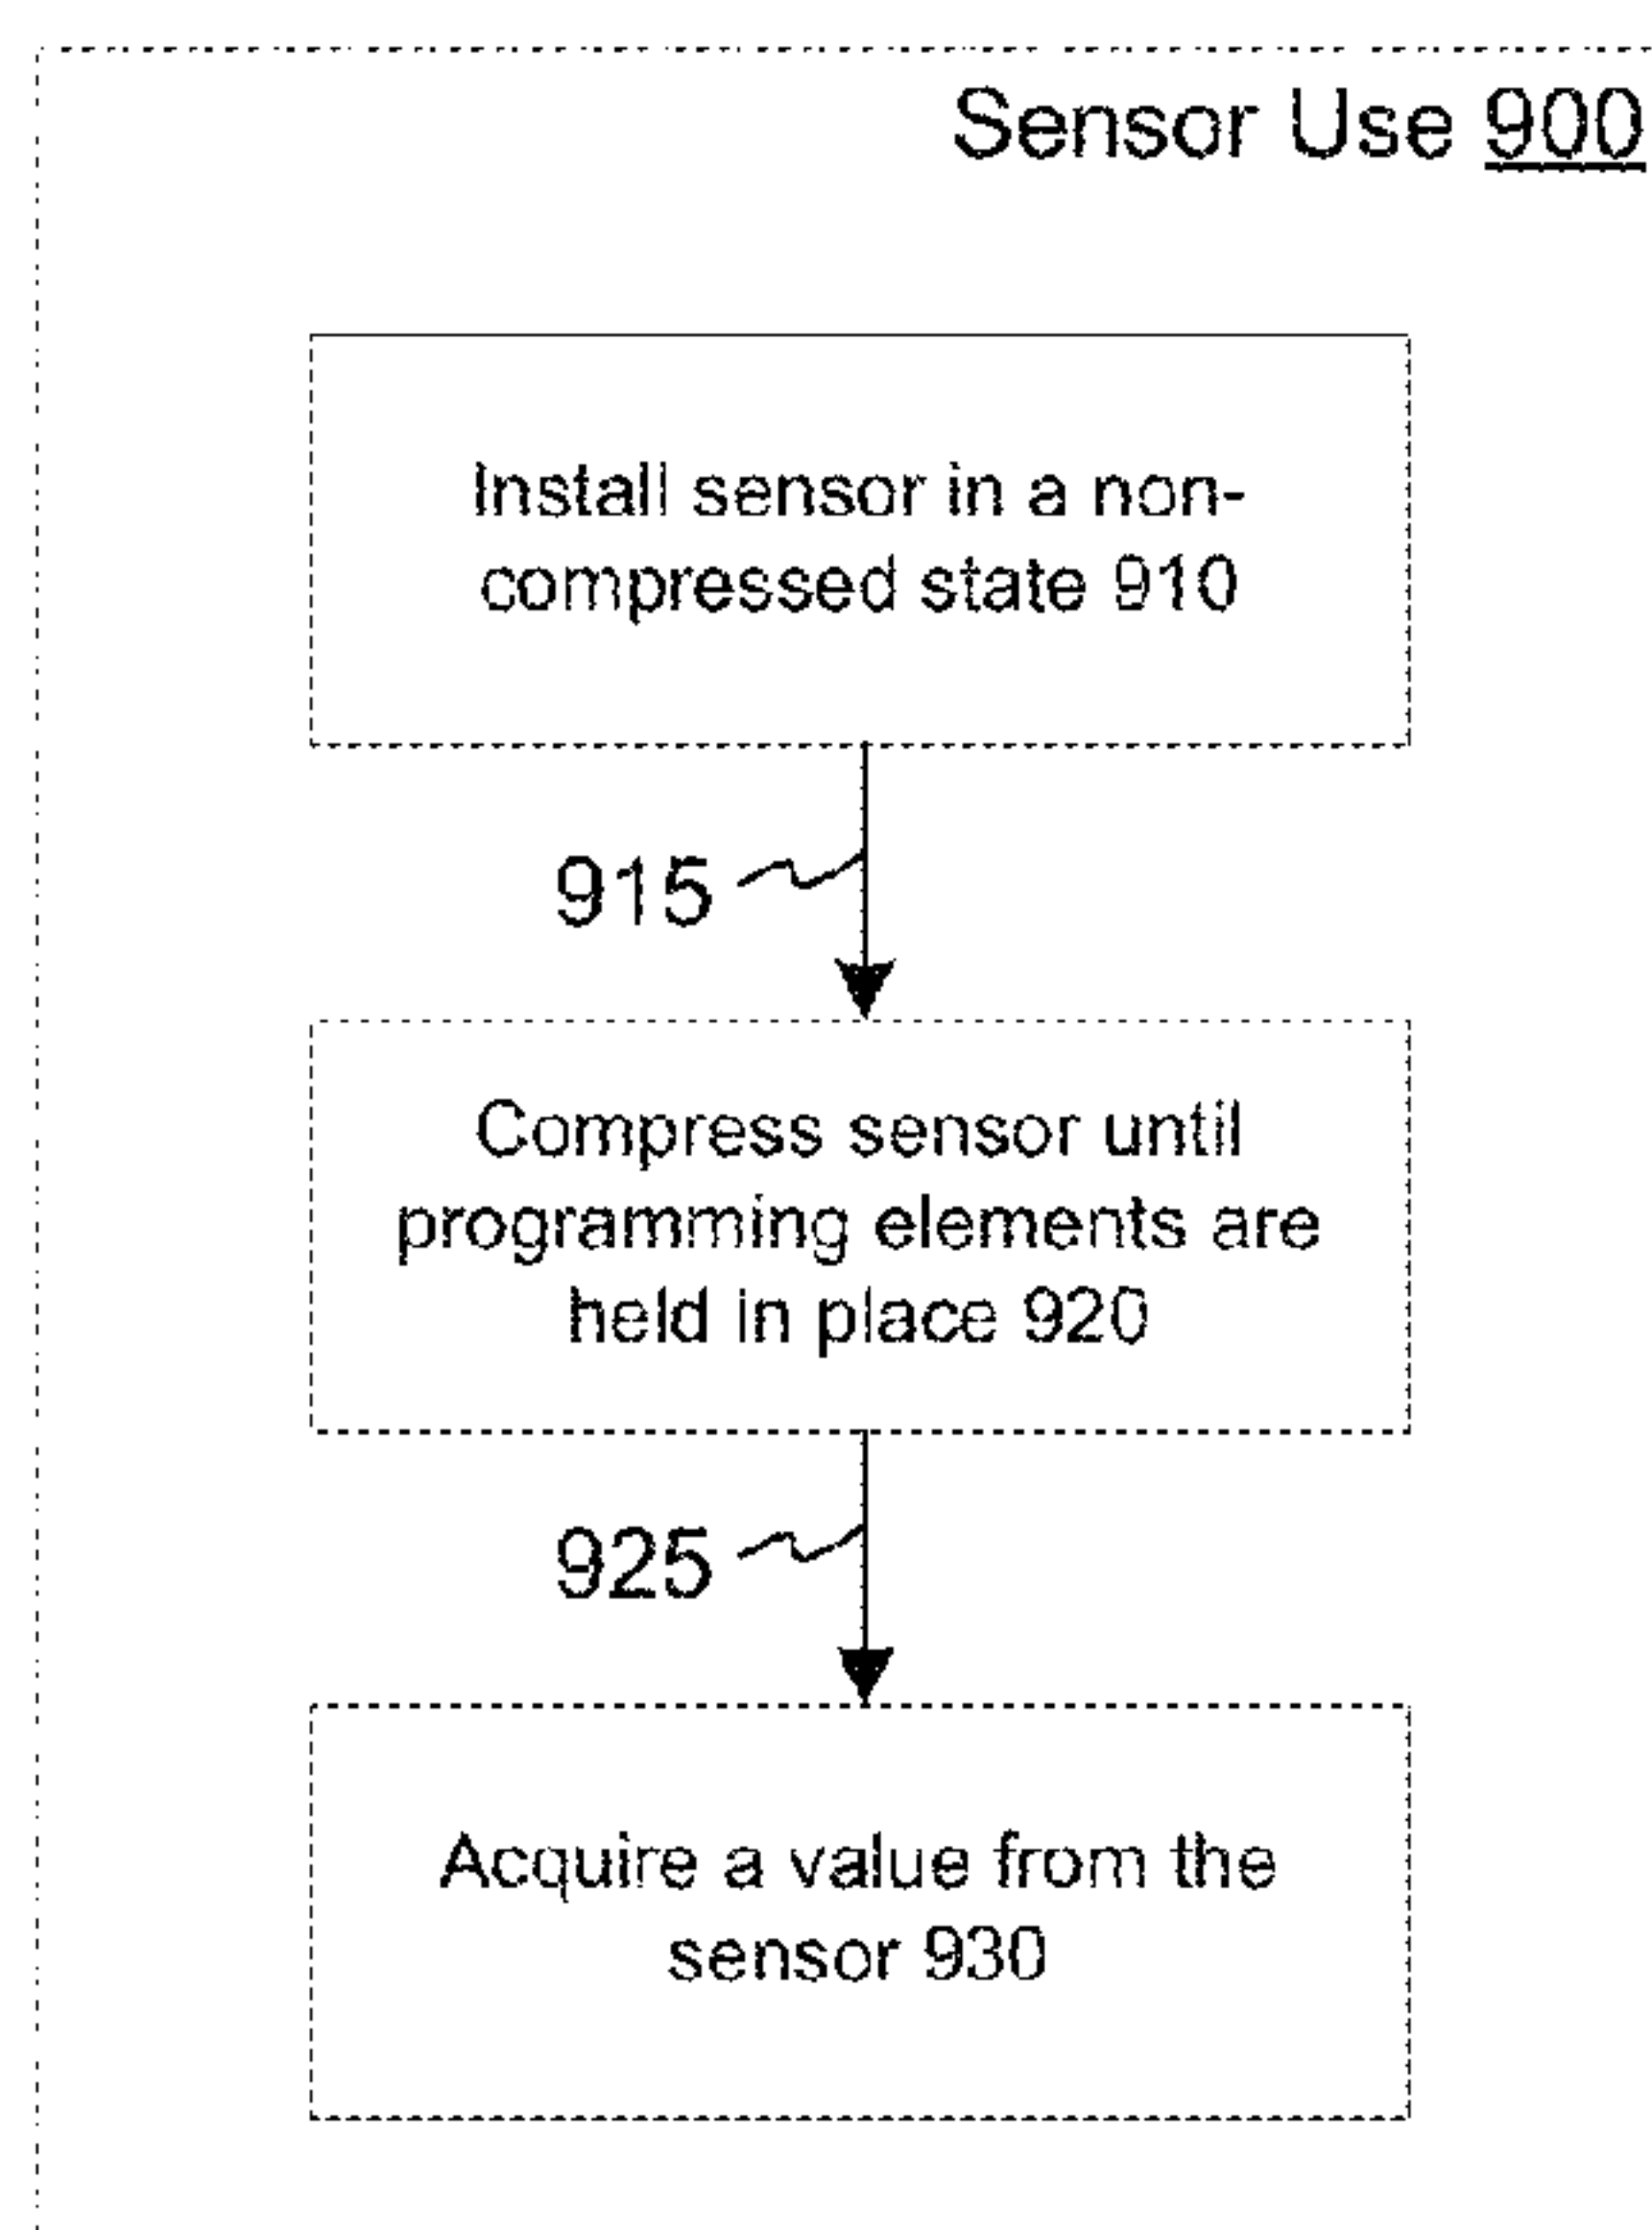 Sensor Use 900
Install sensor in a non-
compressed state 910
915
Compress sensor until
programming elements are
held in place 920
925
Acquire a value from the
sensor 930